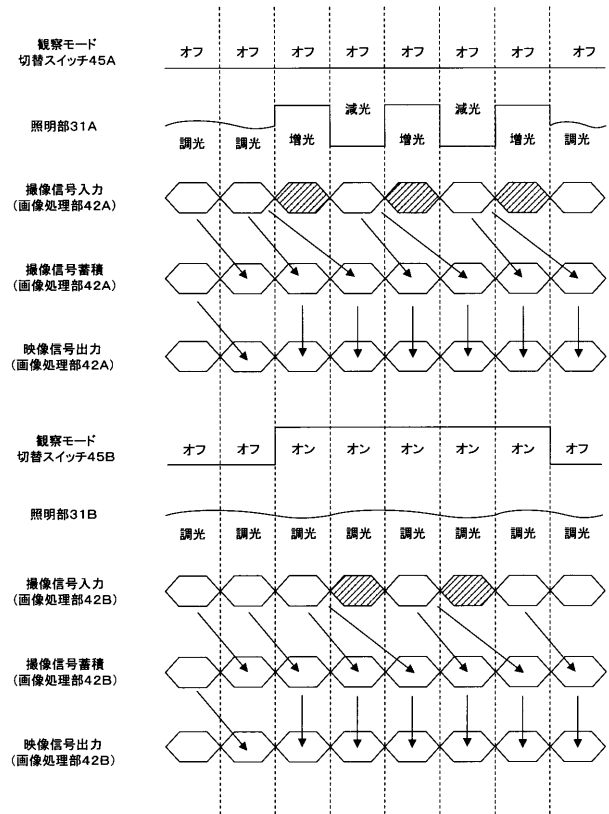 観察モード
切替スイッチ45A
オフ オフ オフ オフ オフ オフ オフ オフ
照明部31A
調光 調光 増光 減光 増光 減光 増光 調光
撮像信号入力
(画像処理部42A)
撮像信号蓄積
(画像処理部42A)
映像信号出力
(画像処理部42A)
観察モード
切替スイッチ45B
オフ オフ オン オン オン オン オン オフ
照明部31B
調光 調光 調光 調光 調光 調光 調光 調光
撮像信号入力
(画像処理部42B)
撮像信号蓄積
(画像処理部42B)
映像信号出力
(画像処理部42B)